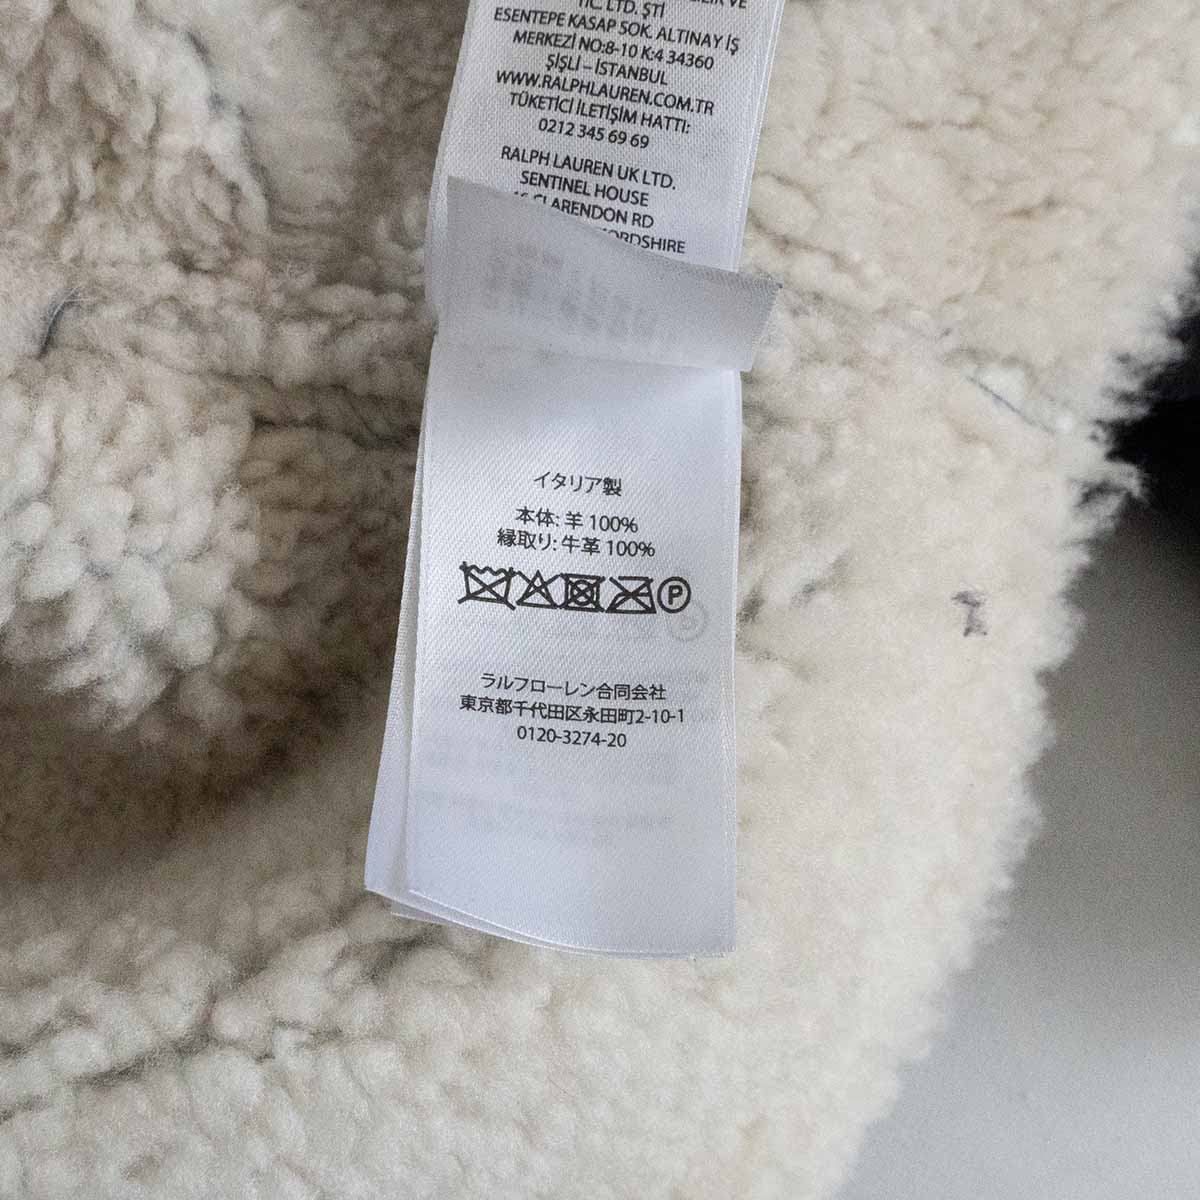 TİC. LTD. ŞTİ
ESENTEPE KASAP SOK. ALTINAY İŞ
MERKEZİ NO:8-10 K:4 34360
ŞİŞLİ – İSTANBUL
WWW.RALPHLAUREN.COM.TR
TÜKETİCİ İLETİŞİM HATTI:
0212 345 69 69
RALPH LAUREN UK LTD.
SENTINEL HOUSE
CLARENDON RD
イタリア製
本体: 羊 100%
縁取り: 牛革 100%
P
ラルフローレン合同会社
東京都千代田区永田町2-10-1
0120-3274-20